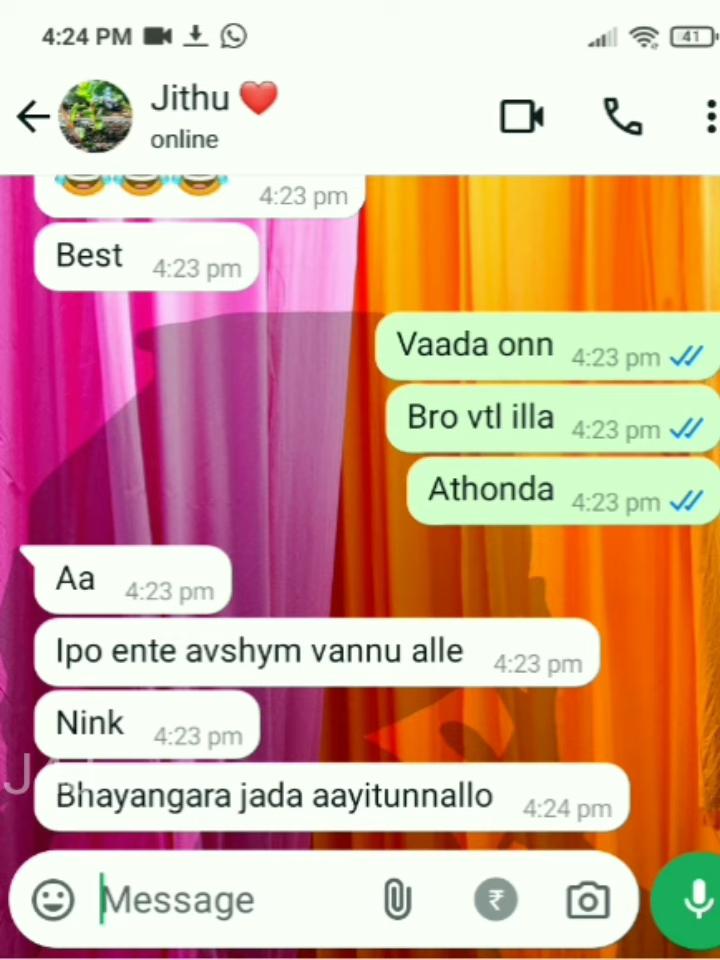 4:24 PM 41
Jithu ❤️
online
😂😂😂 4:23 pm
Best 4:23 pm
Vaada onn 4:23 pm
Bro vtl illa 4:23 pm
Athonda 4:23 pm
Aa 4:23 pm
Ipo ente avshym vannu alle 4:23 pm
Nink 4:23 pm
Bhayangara jada aayitunnallo 4:24 pm
Message ₹